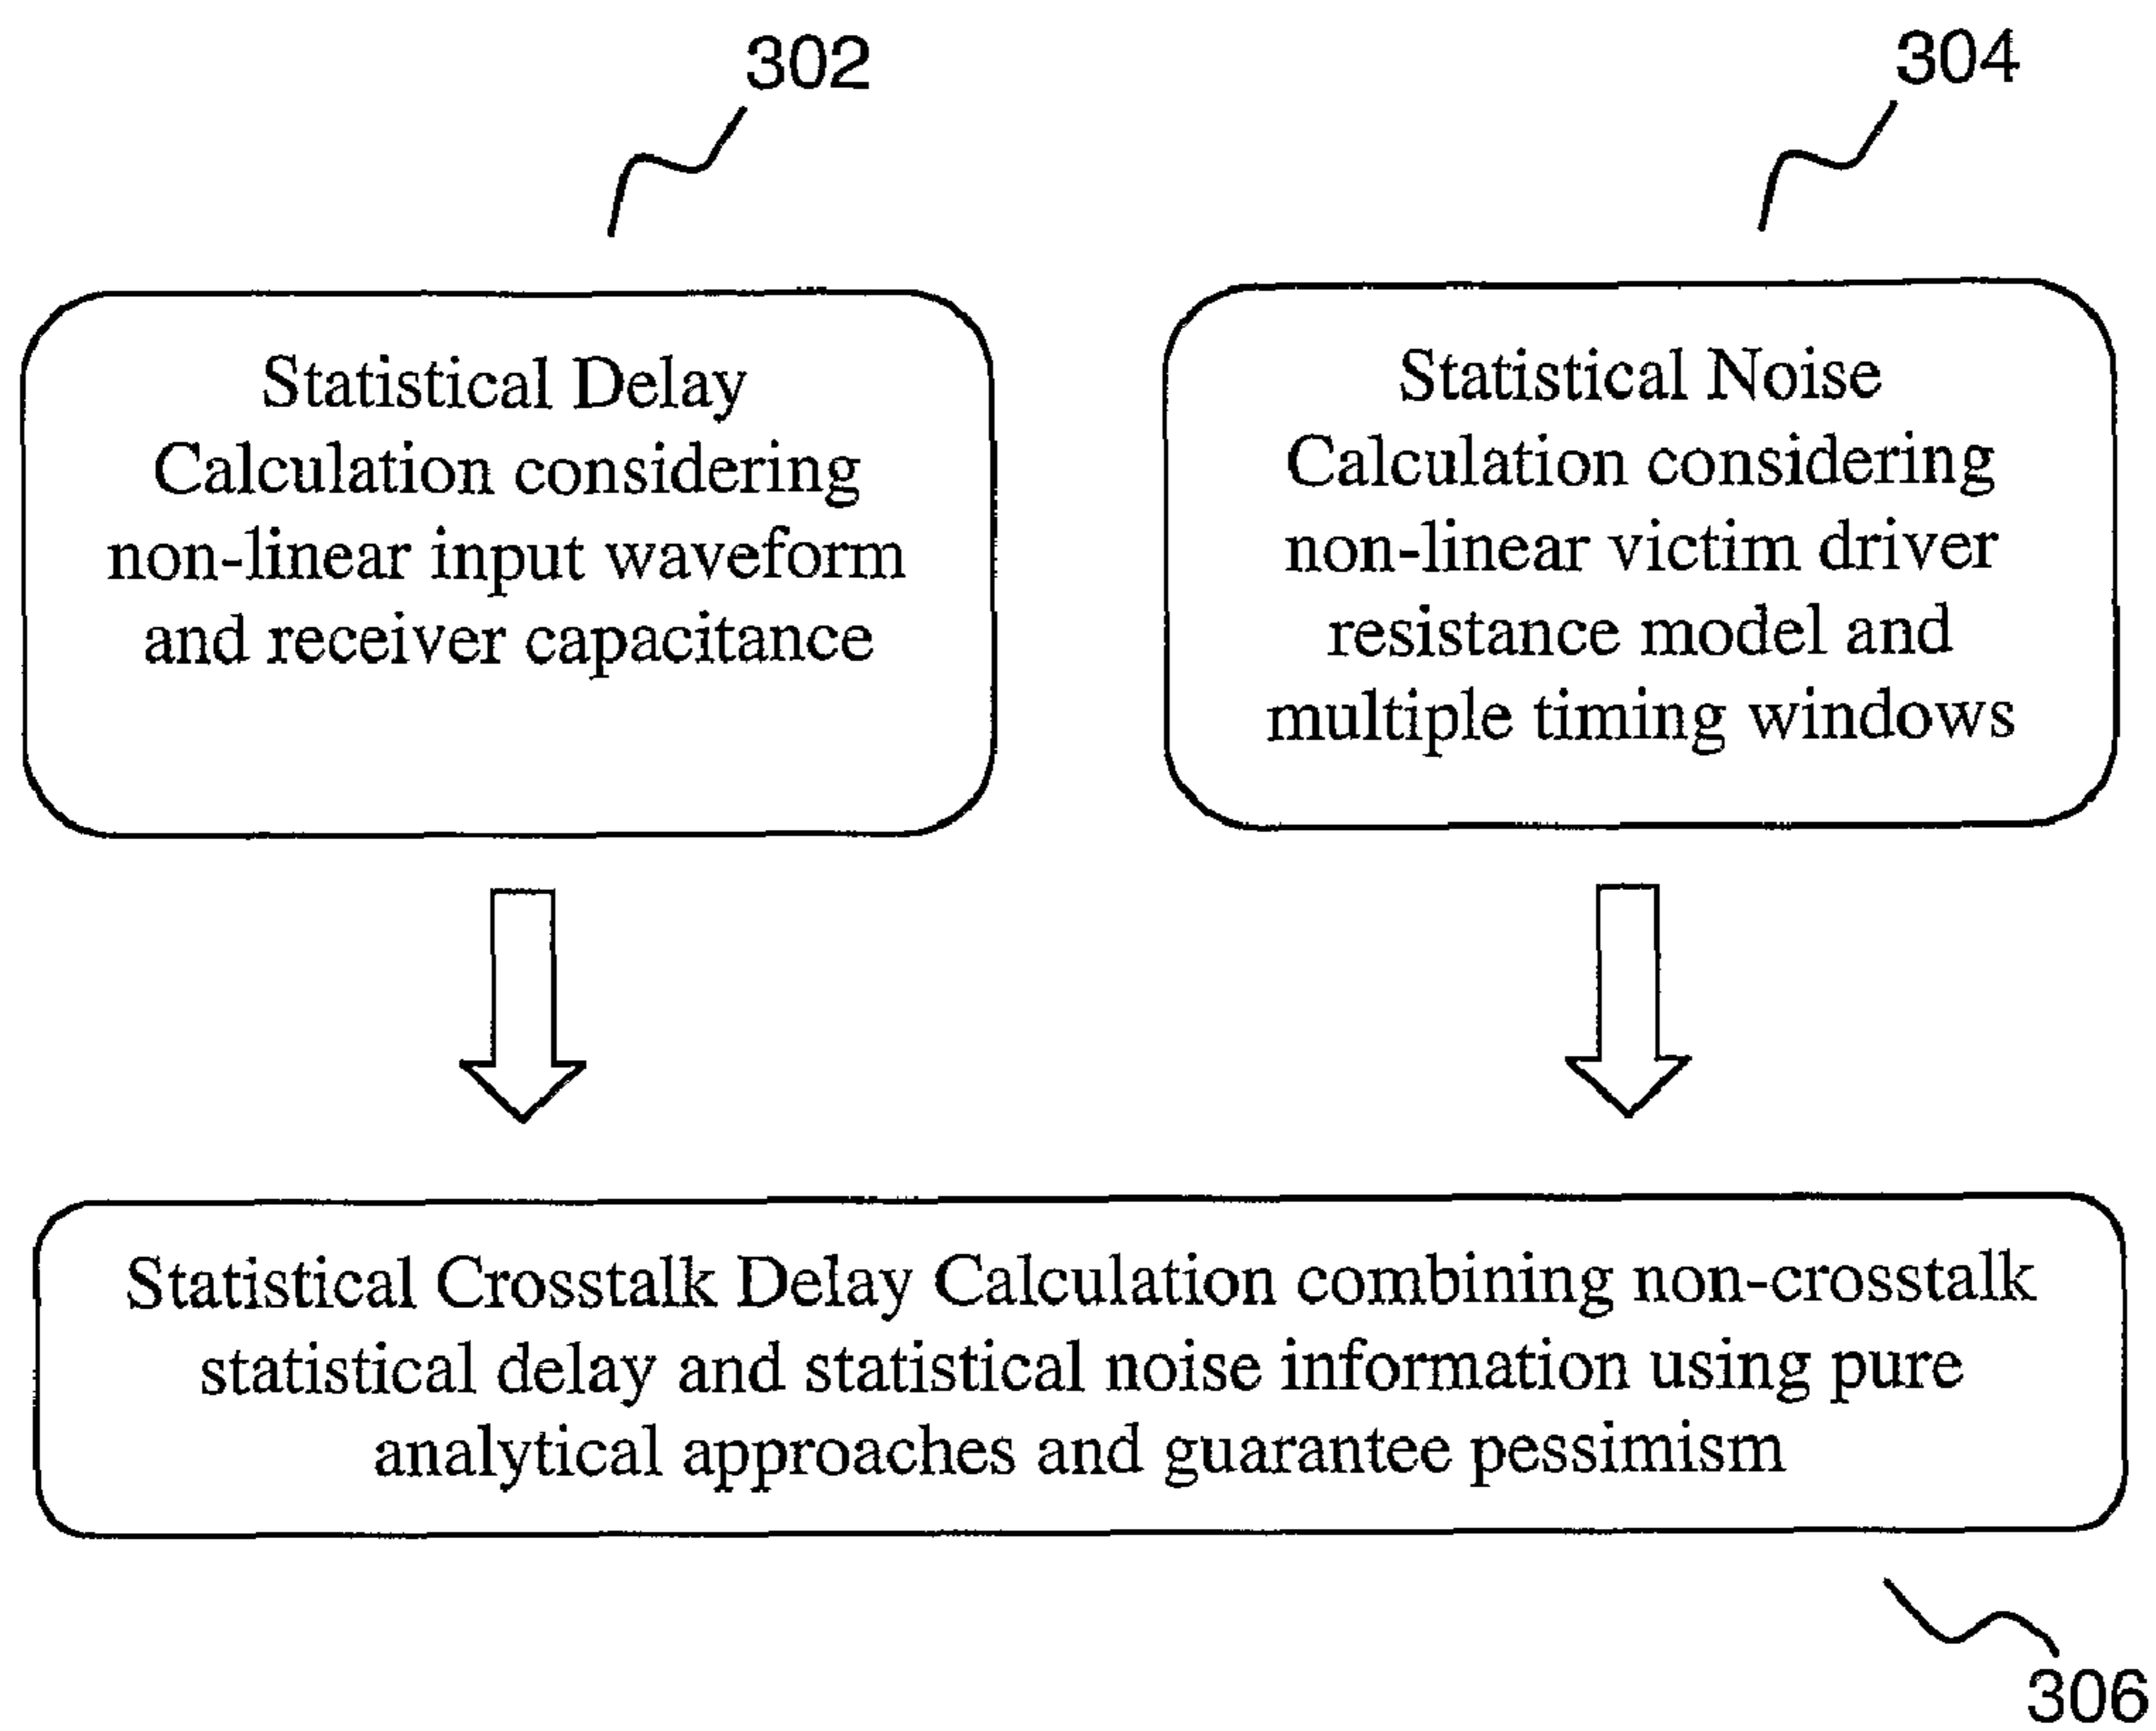 302
304
Statistical Delay
Calculation considering
non-linear input waveform
and receiver capacitance
Statistical Noise
Calculation considering
non-linear victim driver
resistance model and
multiple timing windows
Statistical Crosstalk Delay Calculation combining non-crosstalk
statistical delay and statistical noise information using pure
analytical approaches and guarantee pessimism
306